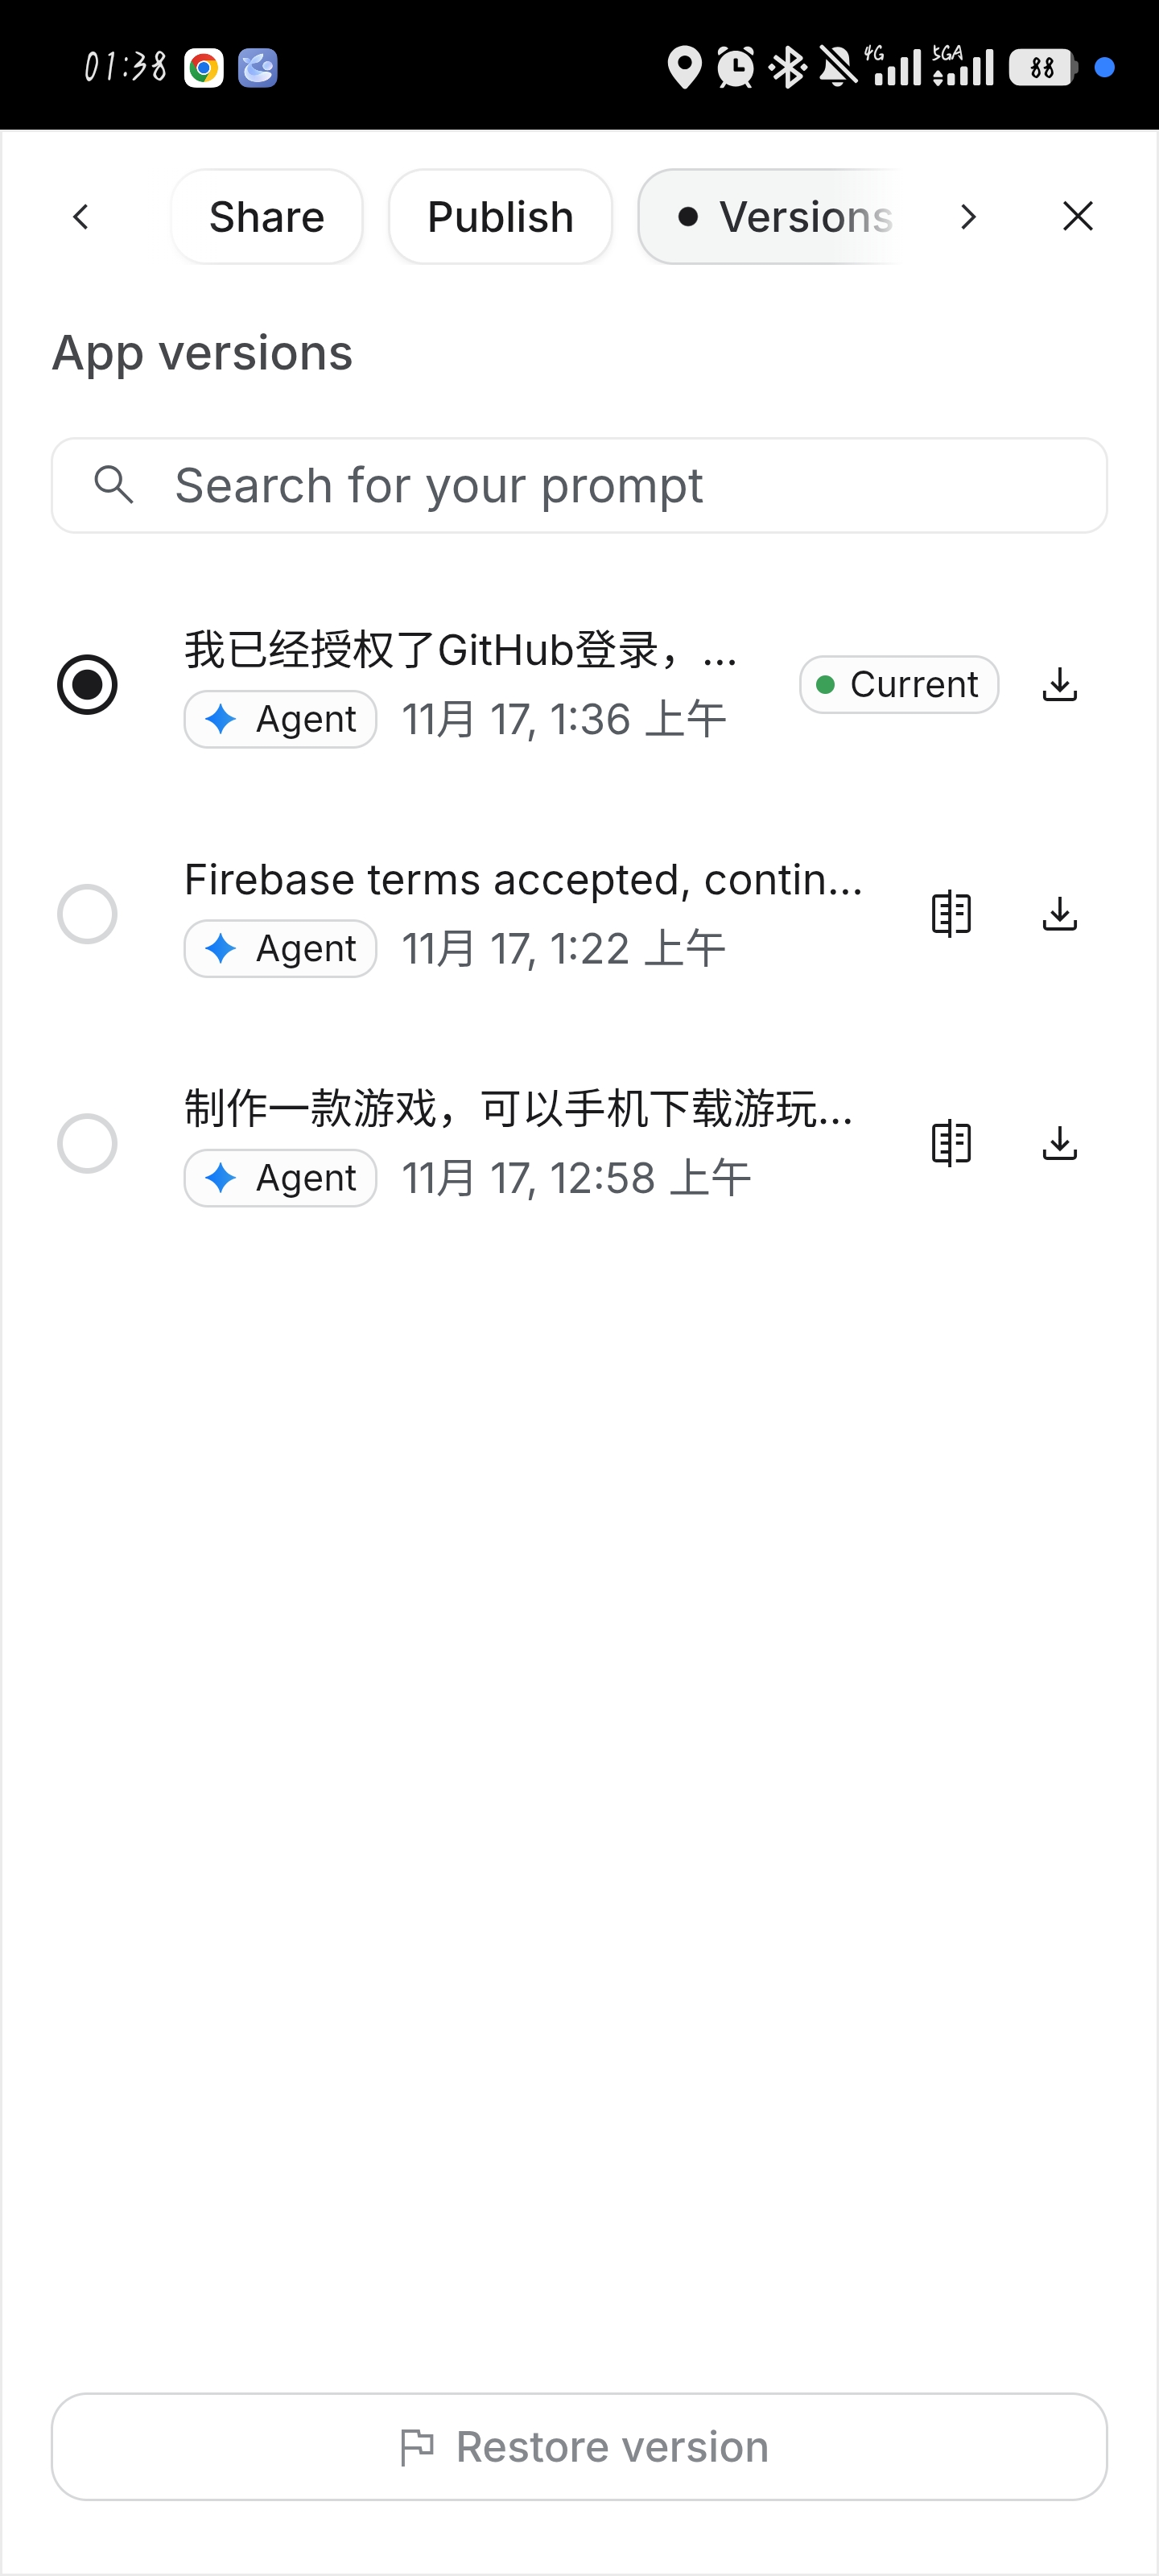 01:38
4G
5GA
88
Share
Publish
Versions
App versions
Search for your prompt
我已经授权了GitHub登录，...
Current
Agent
11月 17, 1:36 上午
Firebase terms accepted, contin...
Agent
11月 17, 1:22 上午
制作一款游戏，可以手机下载游玩...
Agent
11月 17, 12:58 上午
Restore version